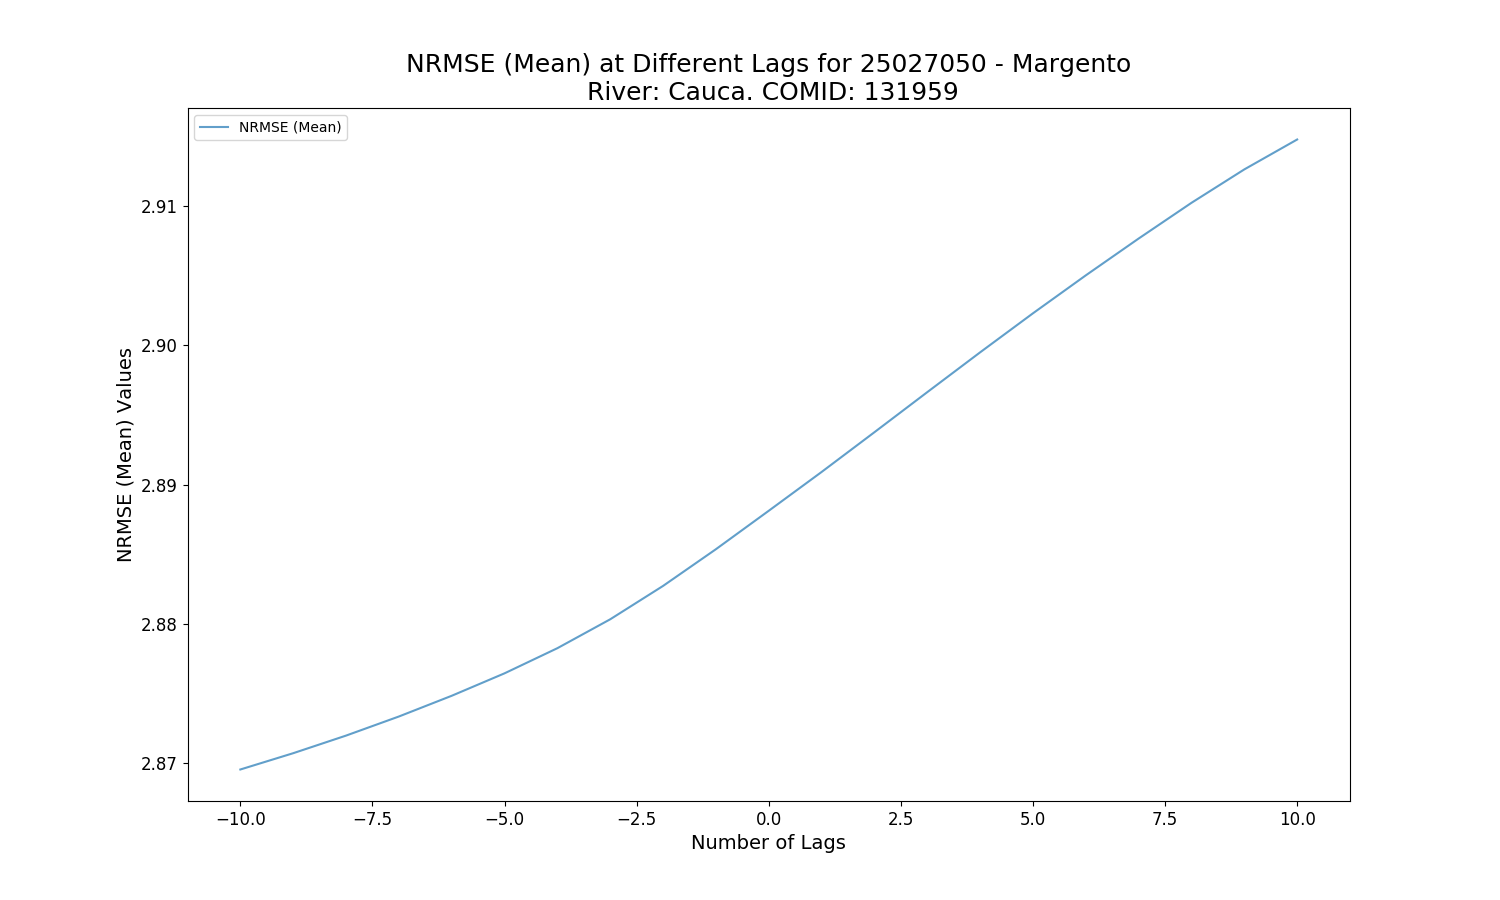 NRMSE (Mean) at Different Lags for 25027050 - Margento
River: Cauca. COMID: 131959
NRMSE (Mean)
2.91
2.90
2.89
2.88
2.87
NRMSE (Mean) Values
−10.0 −7.5 −5.0 −2.5 0.0 2.5 5.0 7.5 10.0
Number of Lags